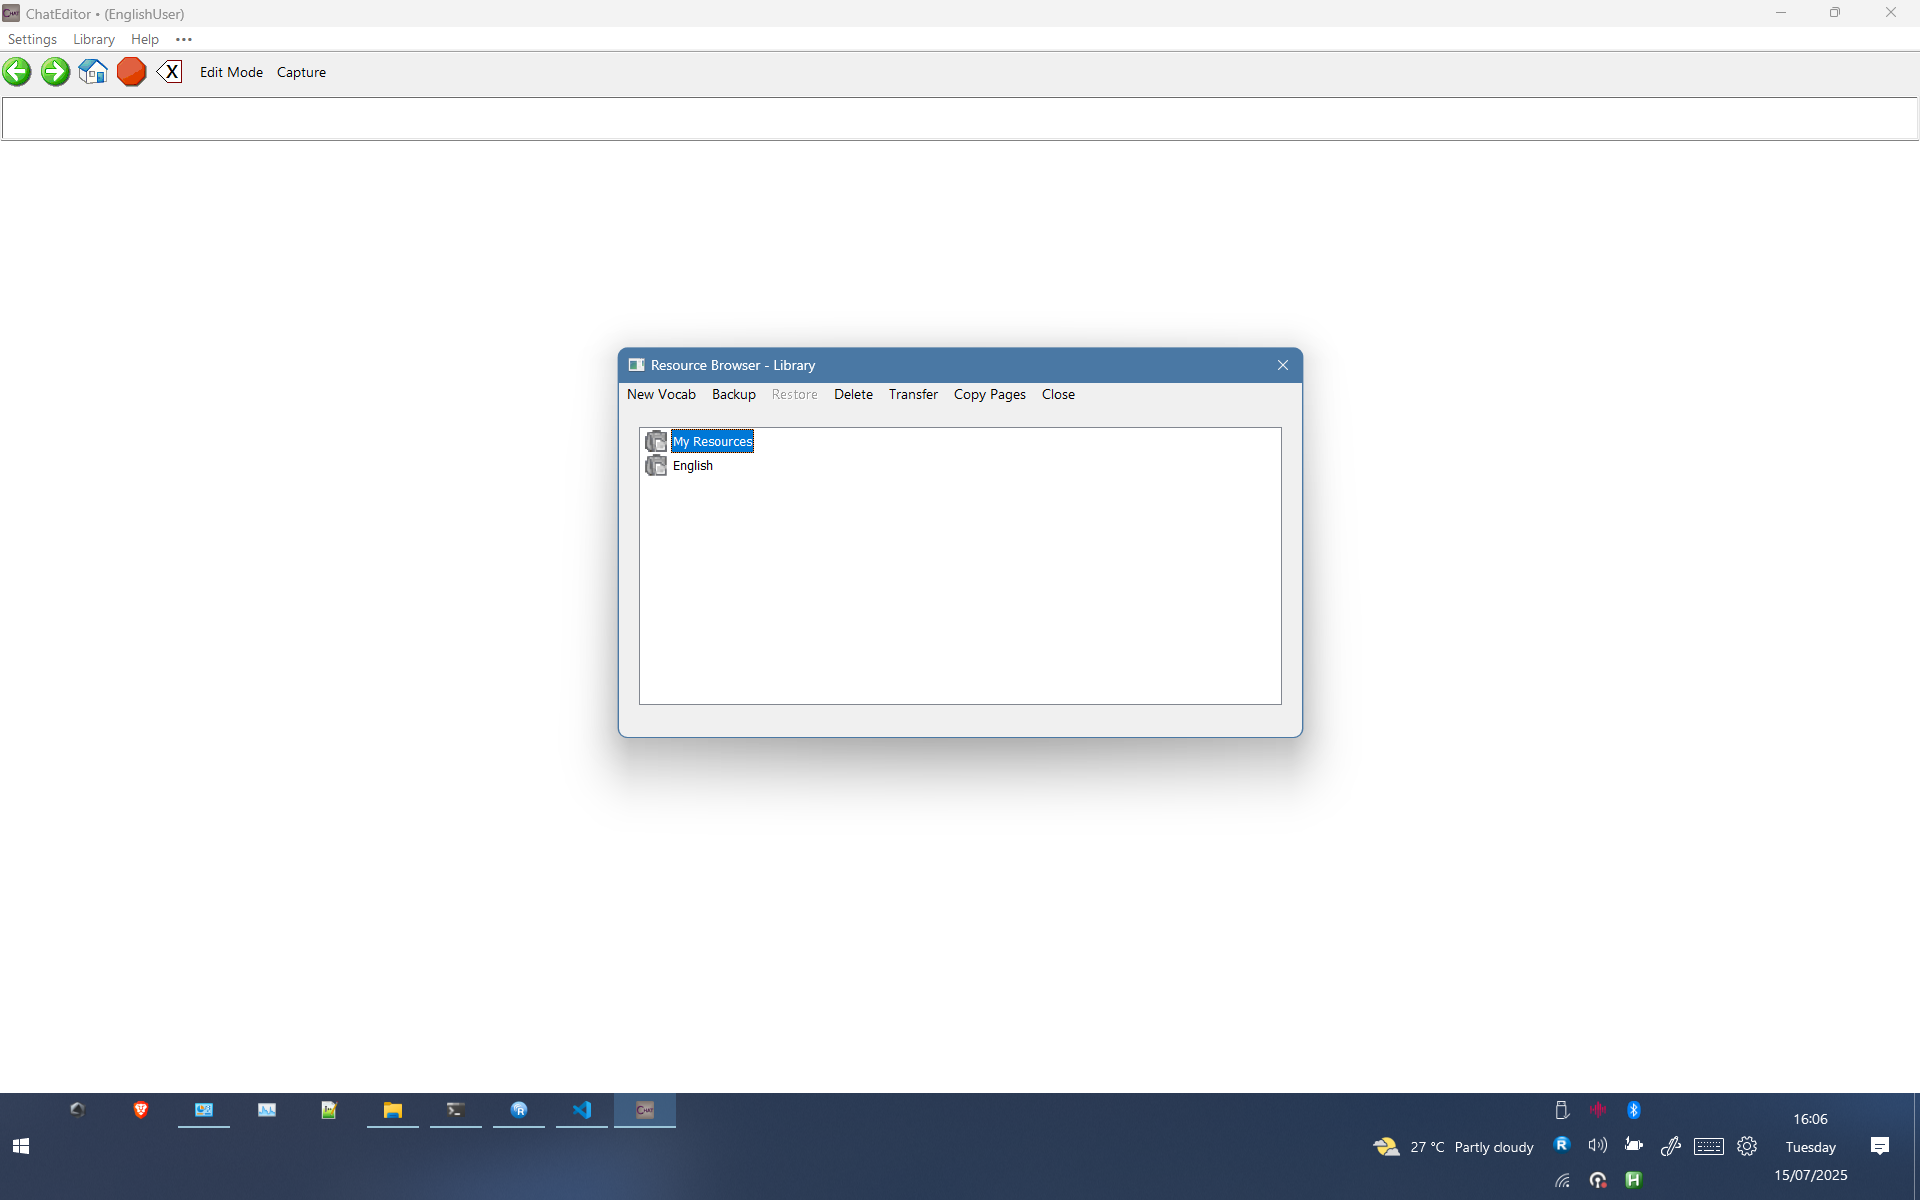 ChatEditor • (EnglishUser)
Settings Library Help •••
X Edit Mode Capture
Resource Browser - Library
New Vocab Backup Restore Delete Transfer Copy Pages Close
My Resources
English
27 °C Partly cloudy
16:06
Tuesday
15/07/2025